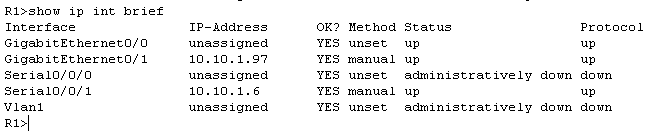 R1>show ip int brief
Interface IP-Address OK? Method Status Protocol
GigabitEthernet0/0 unassigned YES unset up up
GigabitEthernet0/1 10.10.1.97 YES manual up up
Serial0/0/0 unassigned YES unset administratively down down
Serial0/0/1 10.10.1.6 YES manual up up
Vlan1 unassigned YES unset administratively down down
R1>